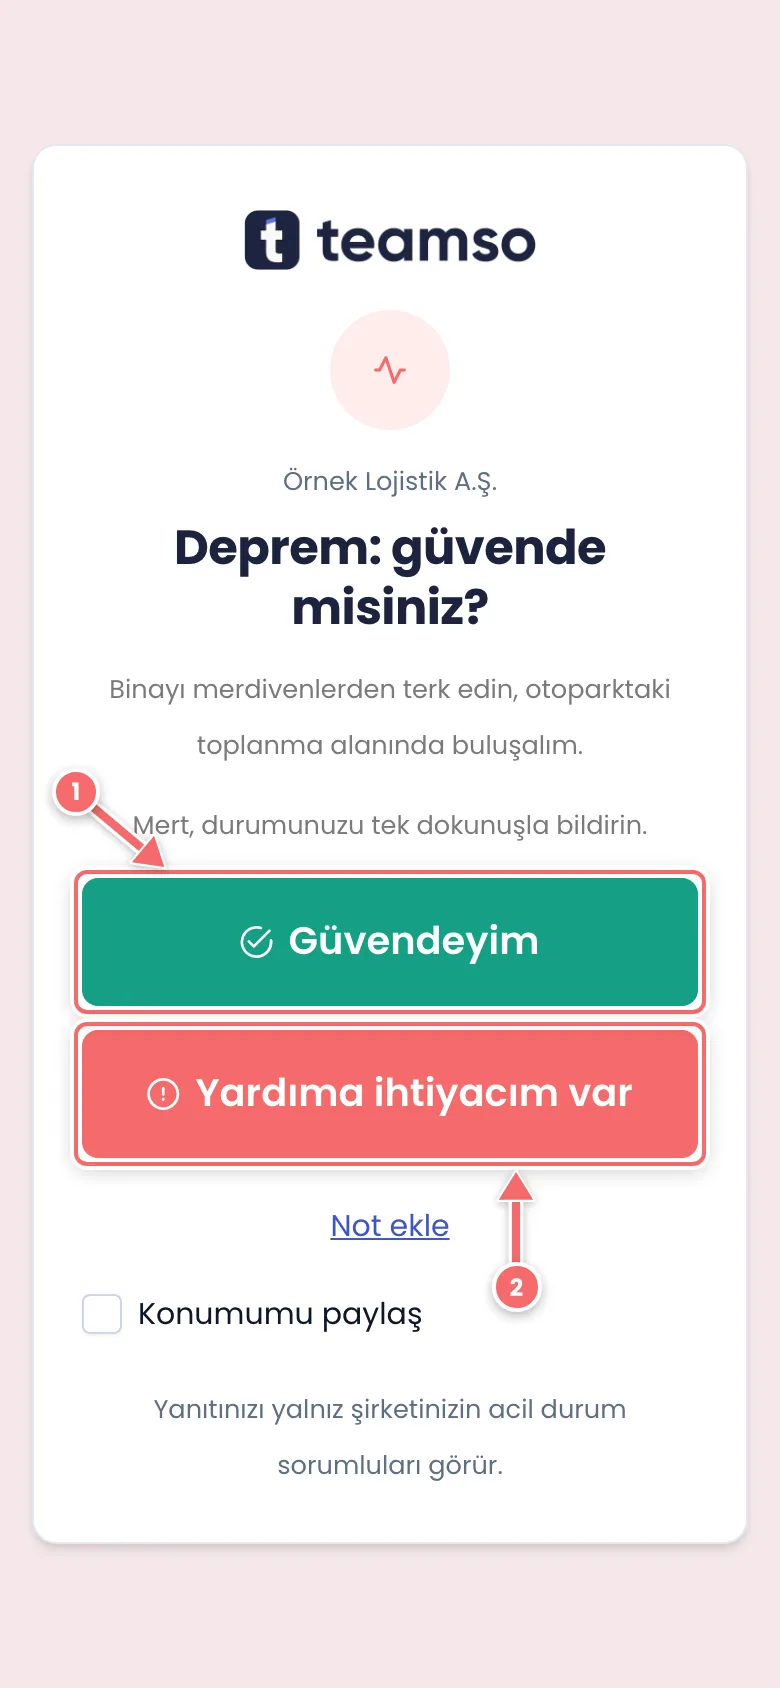 teamso
Örnek Lojistik A.Ş.
Deprem: güvende
misiniz?
Binayı merdivenlerden terk edin, otoparktaki
toplanma alanında buluşalım.
1
Mert, durumunuzu tek dokunuşla bildirin.
Güvendeyim
Yardıma ihtiyacım var
Not ekle
2
Konumumu paylaş
Yanıtınızı yalnız şirketinizin acil durum
sorumluları görür.